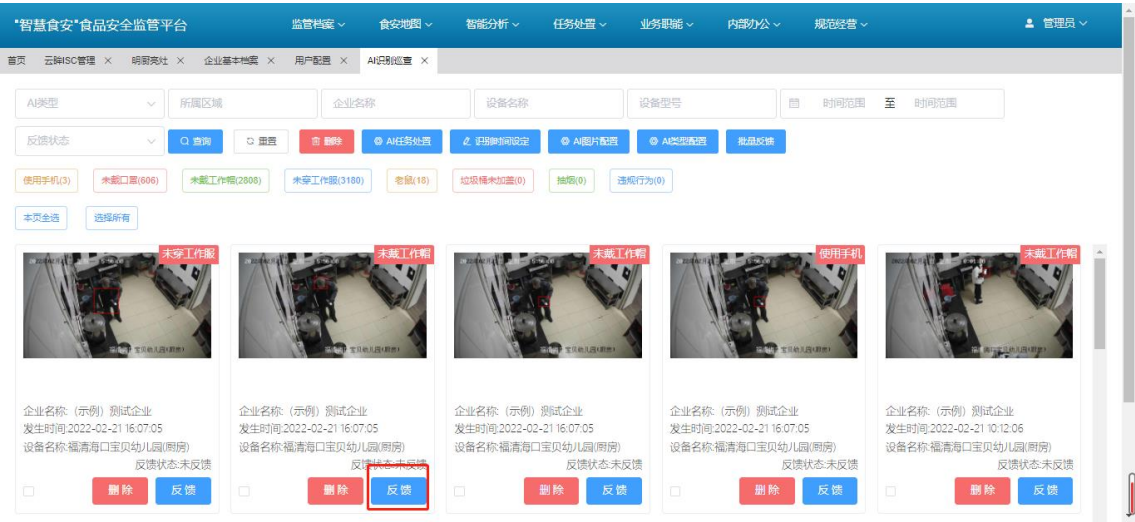 "智慧食安"食品安全监管平台 监管档案 食安地图 智能分析 任务处置 业务职能 内部办公 规范经营 管理员
首页 云眸ISC管理 × 明厨亮灶 × 企业基本档案 × 用户配置 × AI识别巡查 ×
AI类型 所属区域 企业名称 设备名称 设备型号 时间范围 至 时间范围
反馈状态 查询 重置 删除 AI任务处置 识别时间设定 AI图片配置 AI类型配置 批量反馈
使用手机(3) 未戴口罩(606) 未戴工作帽(2808) 未穿工作服(3180) 老鼠(18) 垃圾桶未加盖(0) 抽烟(0) 违规行为(0)
本页全选 选择所有
未穿工作服 未戴工作帽 未戴工作帽 使用手机 未戴工作帽
企业名称:（示例）测试企业 企业名称:（示例）测试企业 企业名称:（示例）测试企业 企业名称:（示例）测试企业 企业名称:（示例）测试企业
发生时间:2022-02-21 16:07:05 发生时间:2022-02-21 16:07:05 发生时间:2022-02-21 16:07:05 发生时间:2022-02-21 16:07:05 发生时间:2022-02-21 10:12:06
设备名称:福清海口宝贝幼儿园(厨房) 设备名称:福清海口宝贝幼儿园(厨房) 设备名称:福清海口宝贝幼儿园(厨房) 设备名称:福清海口宝贝幼儿园(厨房) 设备名称:福清海口宝贝幼儿园(厨房)
反馈状态:未反馈 反馈状态:未反馈 反馈状态:未反馈 反馈状态:未反馈 反馈状态:未反馈
删除 反馈 删除 反馈 删除 反馈 删除 反馈 删除 反馈